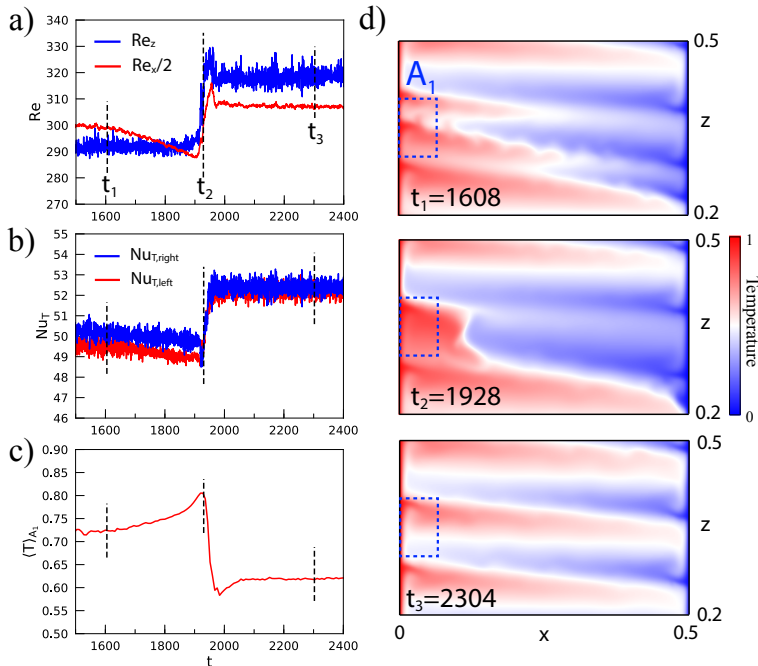 a)
340
330
320
310
300
290
280
270
Re
Re_z
Re_x/2
t_1
t_2
t_3
1600 1800 2000 2200 2400
b)
55
54
53
52
51
50
49
48
47
46
Nu_T
Nu_T,right
Nu_T,left
1600 1800 2000 2200 2400
c)
0.90
0.85
0.80
0.75
0.70
0.65
0.60
0.55
0.50
⟨T⟩_A_1
1600 1800 2000 2200 2400
t
d)
A_1
t_1=1608
0.5
z
0.2
t_2=1928
0.5
z
0.2
t_3=2304
0.5
z
0.2
0 x 0.5
1
Temperature
0